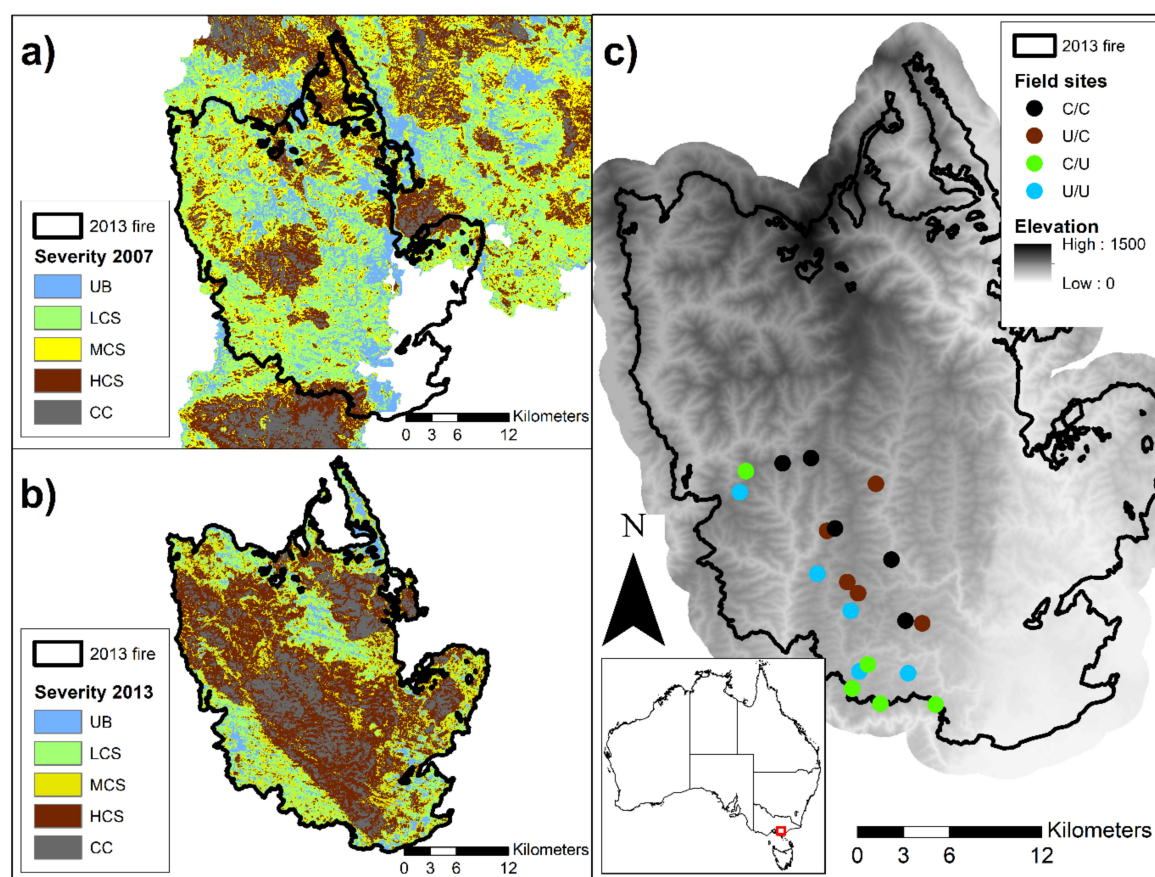 a)
2013 fire
Severity 2007
UB
LCS
MCS
HCS
CC
Kilometers
0 3 6 12
b)
2013 fire
Severity 2013
UB
LCS
MCS
HCS
CC
Kilometers
0 3 6 12
c)
2013 fire
Field sites
C/C
U/C
C/U
U/U
Elevation
High : 1500
Low : 0
N
Kilometers
0 3 6 12